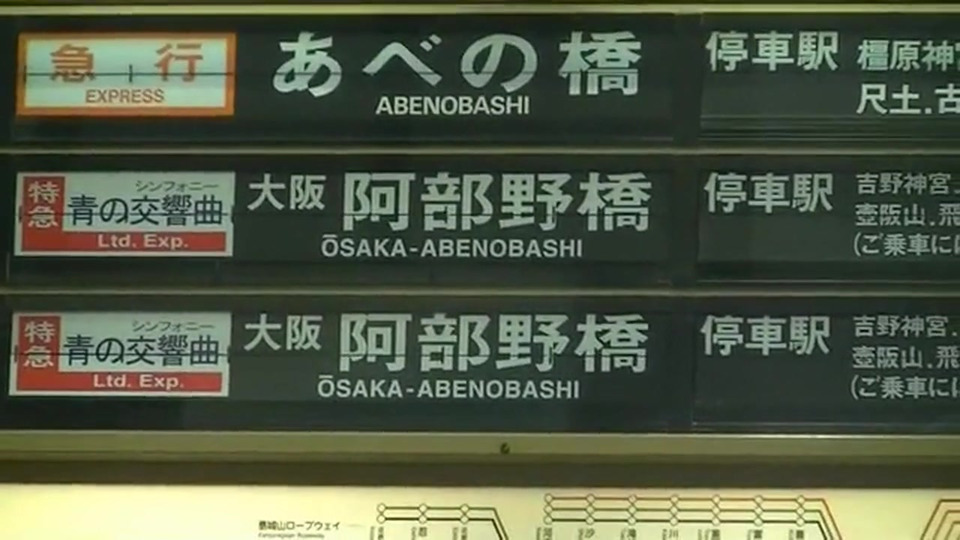 急行
EXPRESS
あべの橋
ABENOBASHI
停車駅
橿原神宮
尺土.古
特急
シンフォニー
青の交響曲
Ltd. Exp.
大阪 阿部野橋
ŌSAKA-ABENOBASHI
停車駅
吉野神宮.
壺阪山.飛
(ご乗車に
特急
シンフォニー
青の交響曲
Ltd. Exp.
大阪 阿部野橋
ŌSAKA-ABENOBASHI
停車駅
吉野神宮.
壺阪山.飛
(ご乗車に
葛城山ロープウェイ